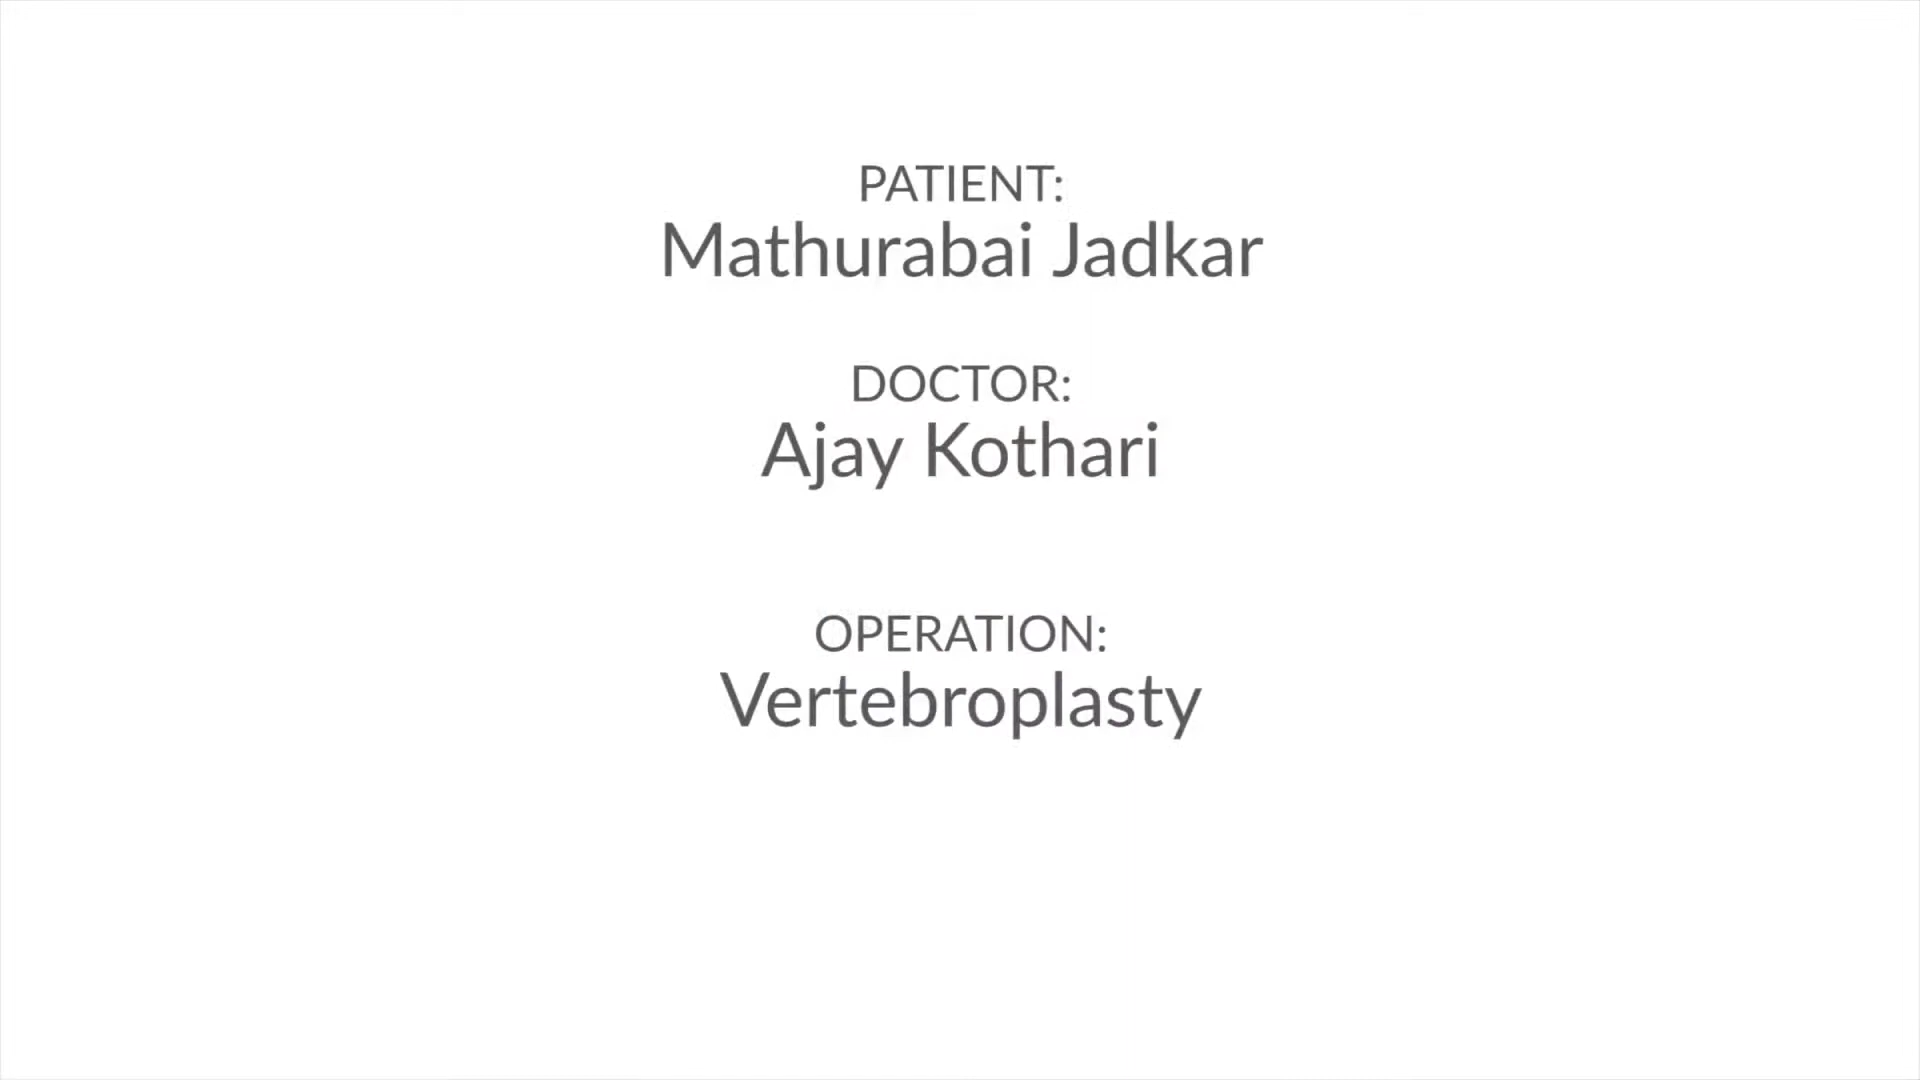 PATIENT:
Mathurabai Jadkar
DOCTOR:
Ajay Kothari
OPERATION:
Vertebroplasty